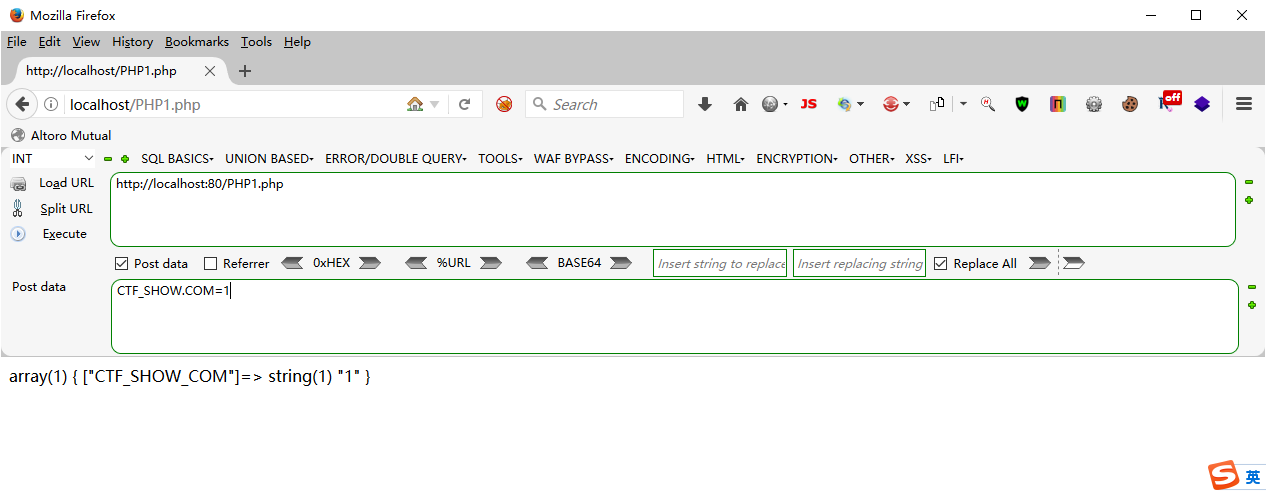 Mozilla Firefox
File Edit View History Bookmarks Tools Help
http://localhost/PHP1.php
localhost/PHP1.php
Search
JS
W
off
Altoro Mutual
INT SQL BASICS UNION BASED ERROR/DOUBLE QUERY TOOLS WAF BYPASS ENCODING HTML ENCRYPTION OTHER XSS LFI
Load URL http://localhost:80/PHP1.php
Split URL
Execute
Post data Referrer 0xHEX %URL BASE64 Insert string to replace Insert replacing string Replace All
Post data CTF_SHOW.COM=1
array(1) { ["CTF_SHOW_COM"]=> string(1) "1" }
S 英